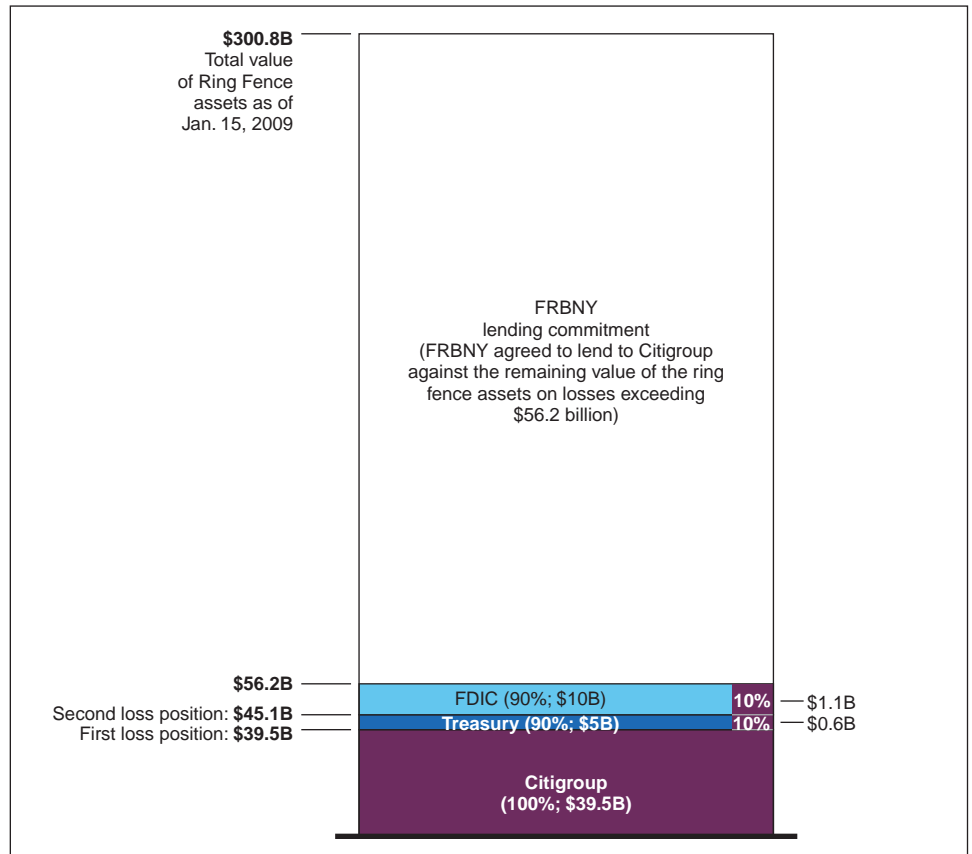 $300.8B
Total value
of Ring Fence
assets as of
Jan. 15, 2009
FRBNY
lending commitment
(FRBNY agreed to lend to Citigroup
against the remaining value of the ring
fence assets on losses exceeding
$56.2 billion)
$56.2B
FDIC (90%; $10B)
10%
$1.1B
Second loss position: $45.1B
Treasury (90%; $5B)
10%
$0.6B
First loss position: $39.5B
Citigroup
(100%; $39.5B)